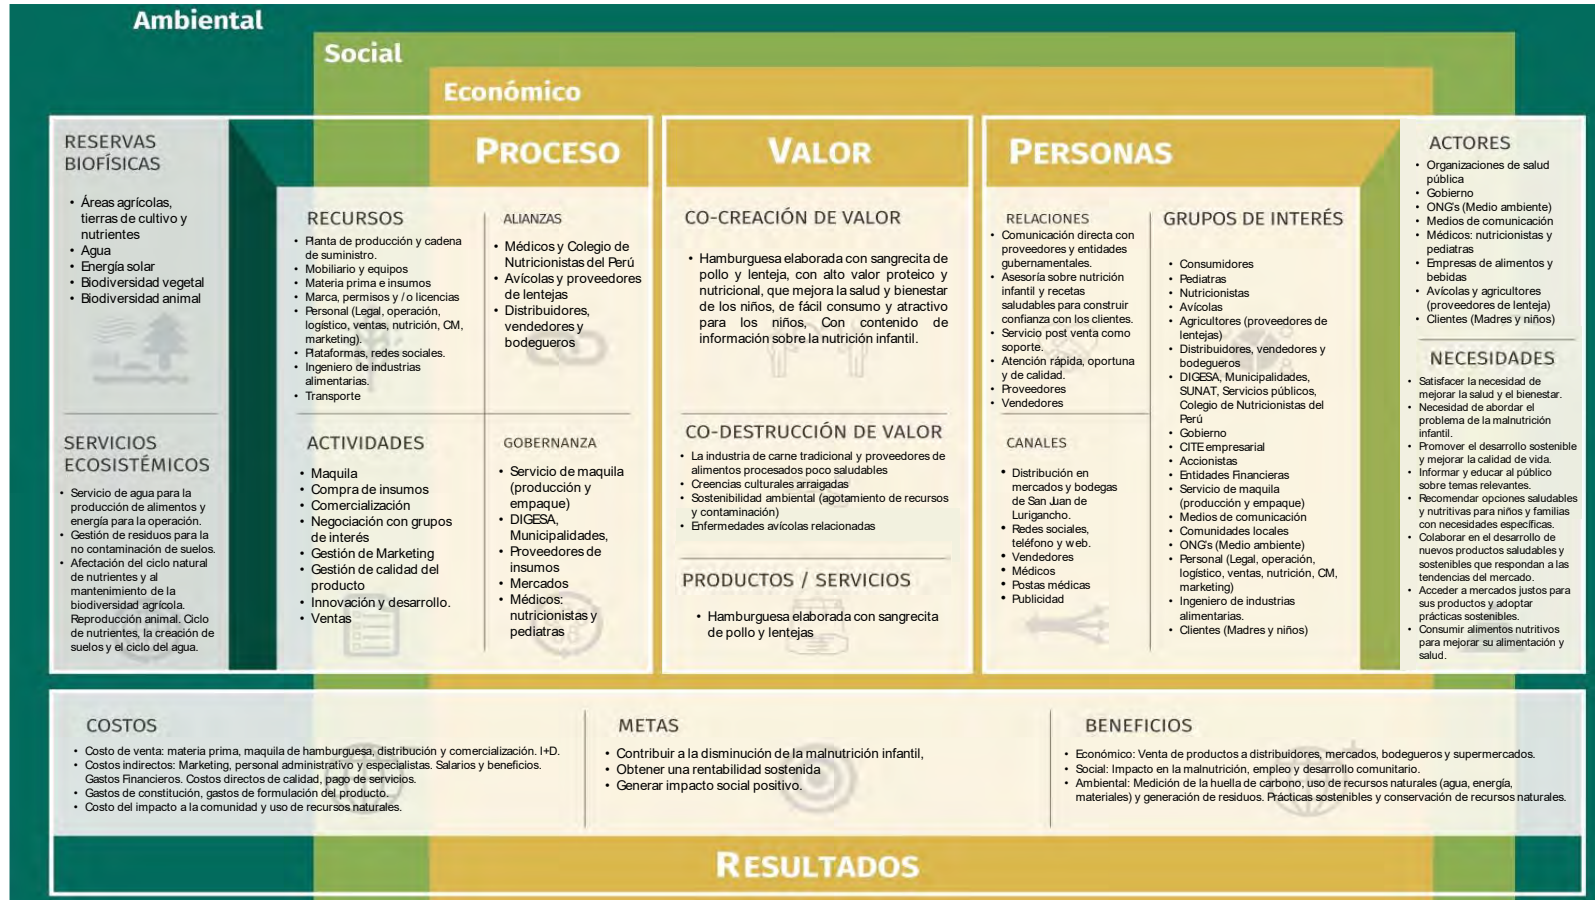 Ambiental
Social
Económico
PROCESO
VALOR
PERSONAS
RESERVAS
BIOFÍSICAS
• Áreas agrícolas,
tierras de cultivo y
nutrientes
• Agua
• Energía solar
• Biodiversidad vegetal
• Biodiversidad animal
SERVICIOS
ECOSISTÉMICOS
• Servicio de agua para la
producción de alimentos y
energía para la operación.
• Gestión de residuos para la
no contaminación de suelos.
• Afectación del ciclo natural
de nutrientes y al
mantenimiento de la
biodiversidad agrícola.
Reproducción animal. Ciclo
de nutrientes, la creación de
suelos y el ciclo del agua.
RECURSOS
• Planta de producción y cadena
de suministro.
• Mobiliario y equipos
• Materia prima e insumos
• Marca, permisos y / o licencias
• Personal (Legal, operación,
logístico, ventas, nutrición, CM,
marketing).
• Plataformas, redes sociales.
• Ingeniero de industrias
alimentarias.
• Transporte
ALIANZAS
• Médicos y Colegio de
Nutricionistas del Perú
• Avícolas y proveedores
de lentejas
• Distribuidores,
vendedores y
bodegueros
ACTIVIDADES
• Maquila
• Compra de insumos
• Comercialización
• Negociación con grupos
de interés
• Gestión de Marketing
• Gestión de calidad del
producto
• Innovación y desarrollo.
• Ventas
GOBERNANZA
• Servicio de maquila
(producción y
empaque)
• DIGESA,
Municipalidades,
• Proveedores de
insumos
• Mercados
• Médicos:
nutricionistas y
pediatras
CO-CREACIÓN DE VALOR
• Hamburguesa elaborada con sangrecita de
pollo y lenteja, con alto valor proteico y
nutricional, que mejora la salud y bienestar
de los niños, de fácil consumo y atractivo
para los niños, Con contenido de
información sobre la nutrición infantil.
CO-DESTRUCCIÓN DE VALOR
• La industria de carne tradicional y proveedores de
alimentos procesados poco saludables
• Creencias culturales arraigadas
• Sostenibilidad ambiental (agotamiento de recursos
y contaminación)
• Enfermedades avícolas relacionadas
PRODUCTOS / SERVICIOS
• Hamburguesa elaborada con sangrecita
de pollo y lentejas
RELACIONES
• Comunicación directa con
proveedores y entidades
gubernamentales.
• Asesoría sobre nutrición
infantil y recetas
saludables para construir
confianza con los clientes.
• Servicio post venta como
soporte.
• Atención rápida, oportuna
y de calidad.
• Proveedores
• Vendedores
CANALES
• Distribución en
mercados y bodegas
de San Juan de
Lurigancho.
• Redes sociales,
teléfono y web.
• Vendedores
• Médicos
• Postas médicas
• Publicidad
GRUPOS DE INTERÉS
• Consumidores
• Pediatras
• Nutricionistas
• Avícolas
• Agricultores (proveedores de
lentejas)
• Distribuidores, vendedores y
bodegueros
• DIGESA, Municipalidades,
SUNAT, Servicios públicos,
Colegio de Nutricionistas del
Perú
• Gobierno
• CITE empresarial
• Accionistas
• Entidades Financieras
• Servicio de maquila
(producción y empaque)
• Medios de comunicación
• Comunidades locales
• ONG's (Medio ambiente)
• Personal (Legal, operación,
logístico, ventas, nutrición, CM,
marketing)
• Ingeniero de industrias
alimentarias.
• Clientes (Madres y niños)
ACTORES
• Organizaciones de salud
pública
• Gobierno
• ONG's (Medio ambiente)
• Medios de comunicación
• Médicos: nutricionistas y
pediatras
• Empresas de alimentos y
bebidas
• Avícolas y agricultores
(proveedores de lenteja)
• Clientes (Madres y niños)
NECESIDADES
• Satisfacer la necesidad de
mejorar la salud y el bienestar.
• Necesidad de abordar el
problema de la malnutrición
infantil.
• Promover el desarrollo sostenible
y mejorar la calidad de vida.
• Informar y educar al público
sobre temas relevantes.
• Recomendar opciones saludables
y nutritivas para niños y familias
con necesidades específicas.
• Colaborar en el desarrollo de
nuevos productos saludables y
sostenibles que respondan a las
tendencias del mercado.
• Acceder a mercados justos para
sus productos y adoptar
prácticas sostenibles.
• Consumir alimentos nutritivos
para mejorar su alimentación y
salud.
COSTOS
• Costo de venta: materia prima, maquila de hamburguesa, distribución y comercialización. I+D.
• Costos indirectos: Marketing, personal administrativo y especialistas. Salarios y beneficios.
Gastos Financieros. Costos directos de calidad, pago de servicios.
• Gastos de constitución, gastos de formulación del producto.
• Costo del impacto a la comunidad y uso de recursos naturales.
METAS
• Contribuir a la disminución de la malnutrición infantil,
• Obtener una rentabilidad sostenida
• Generar impacto social positivo.
BENEFICIOS
• Económico: Venta de productos a distribuidores, mercados, bodegueros y supermercados.
• Social: Impacto en la malnutrición, empleo y desarrollo comunitario.
• Ambiental: Medición de la huella de carbono, uso de recursos naturales (agua, energía,
materiales) y generación de residuos. Prácticas sostenibles y conservación de recursos naturales.
RESULTADOS